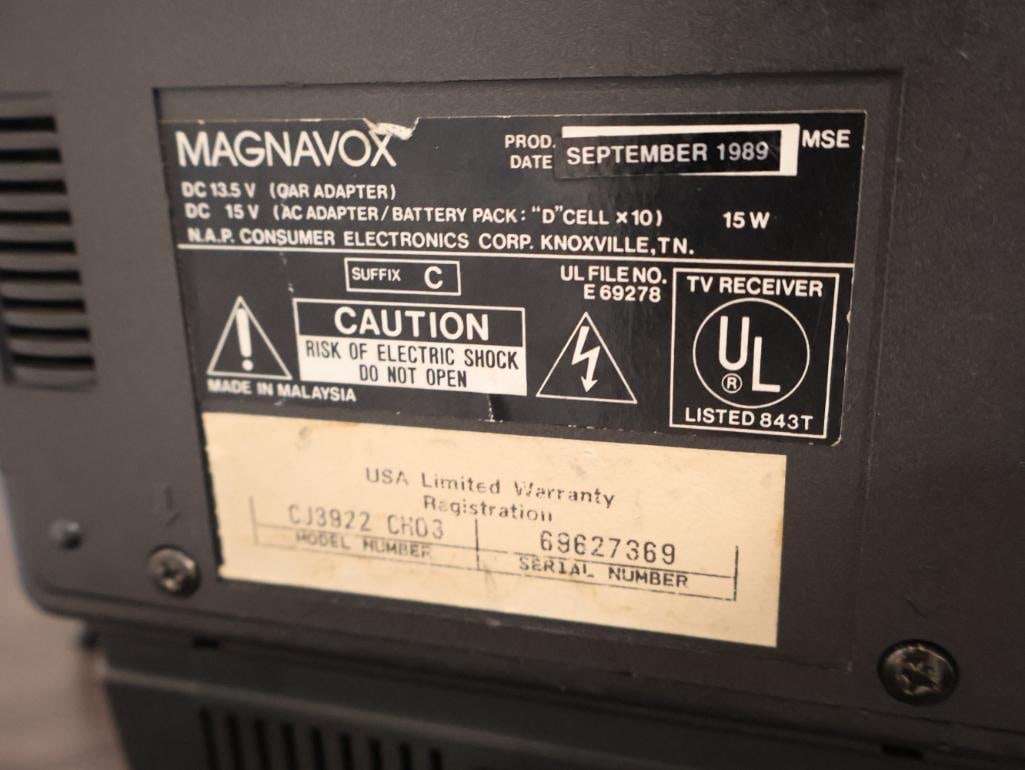 MAGNAVOX
PROD. DATE SEPTEMBER 1989 MSE
DC 13.5 V (CAR ADAPTER)
DC 15 V (AC ADAPTER / BATTERY PACK: "D" CELL x 10) 15 W
N.A.P. CONSUMER ELECTRONICS CORP. KNOXVILLE, TN.
SUFFIX C
UL FILE NO.
E 69278
CAUTION
RISK OF ELECTRIC SHOCK
DO NOT OPEN
MADE IN MALAYSIA
TV RECEIVER
UL ®
LISTED 843T
USA Limited Warranty
Registration
CJ3922 CH03
MODEL NUMBER
69627369
SERIAL NUMBER